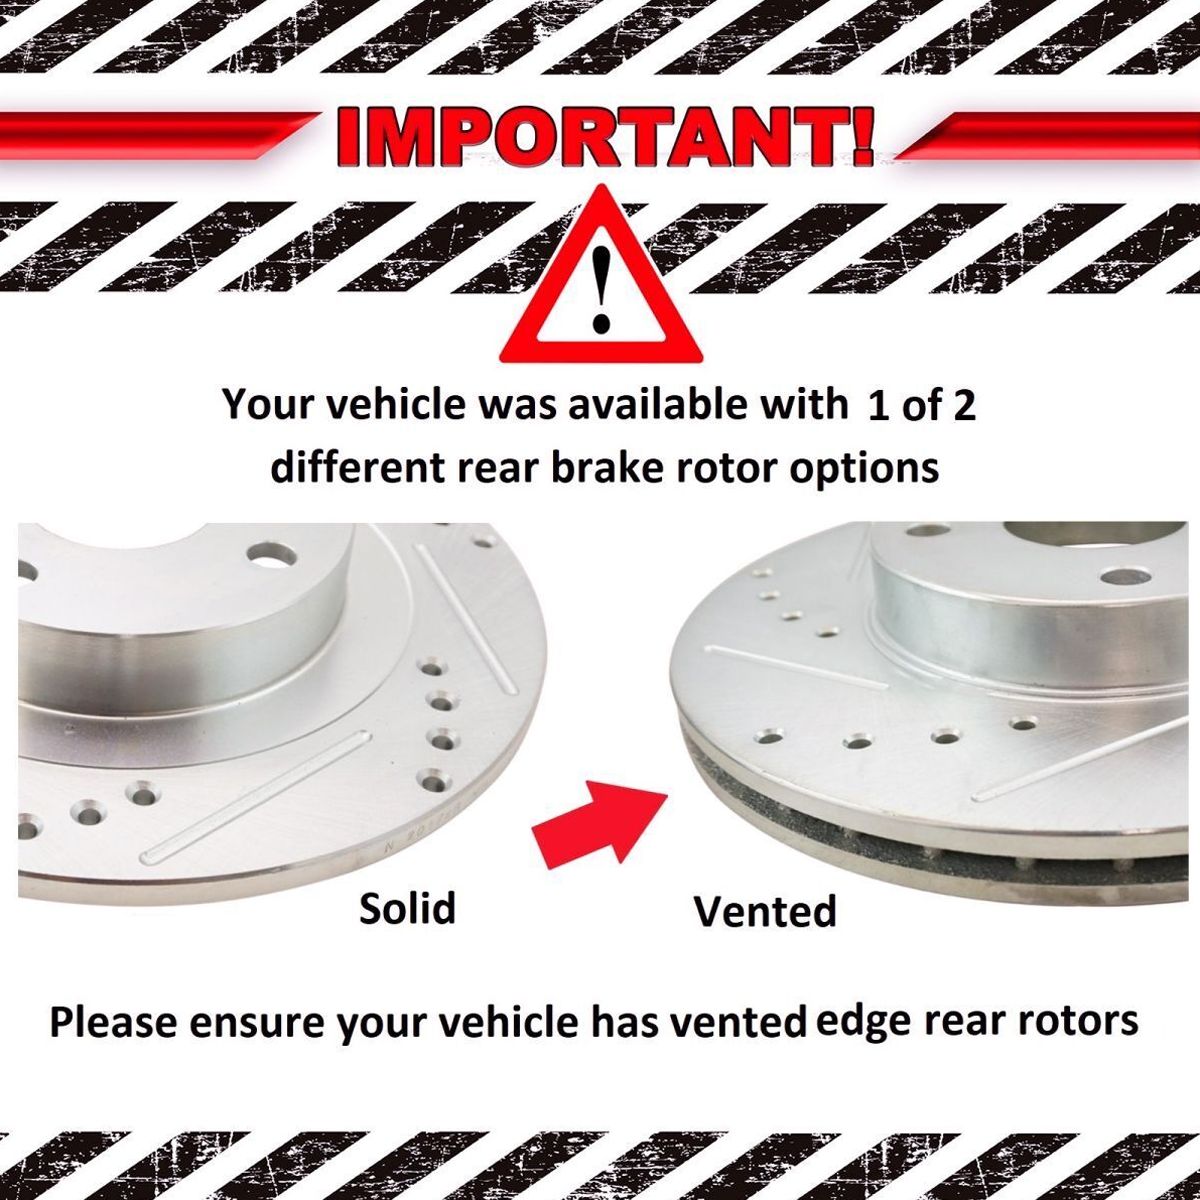 IMPORTANT!
!
Your vehicle was available with 1 of 2
different rear brake rotor options
Solid
Vented
Please ensure your vehicle has vented edge rear rotors